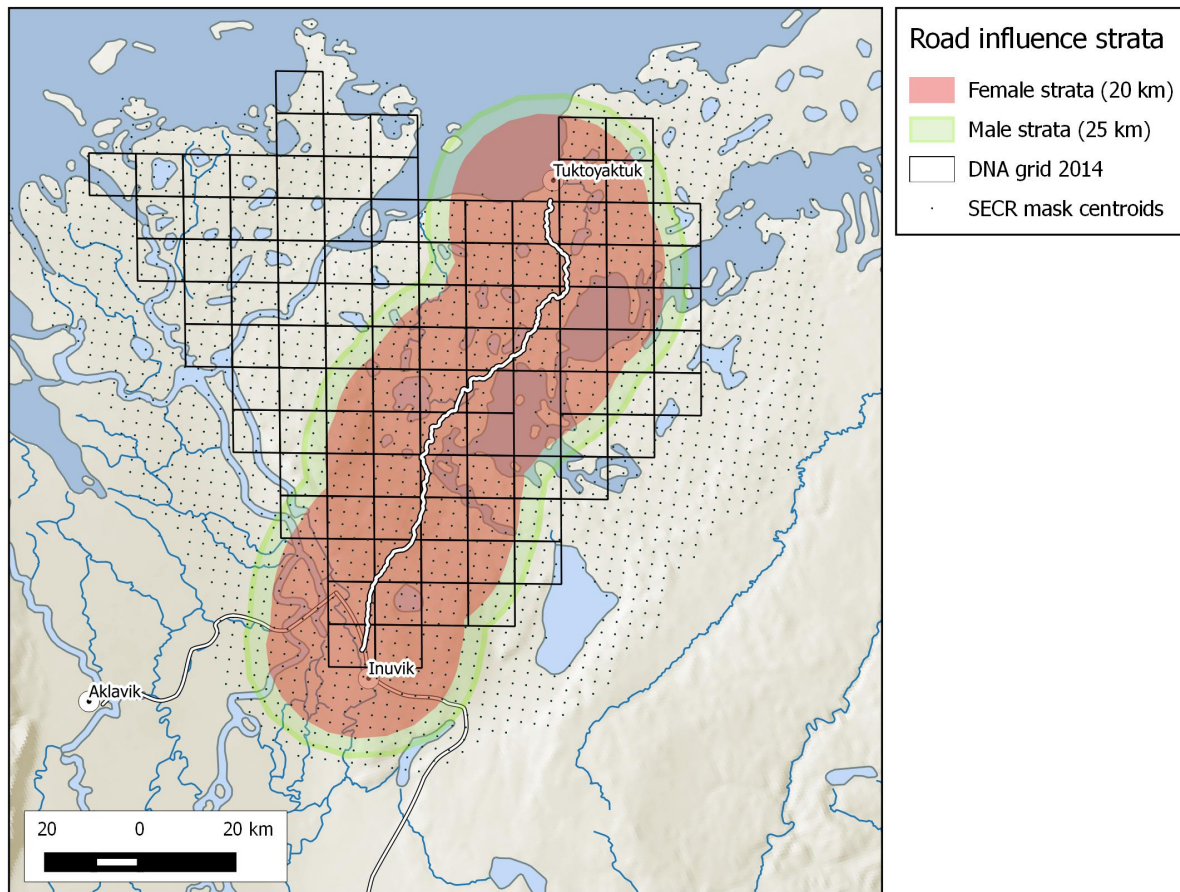 Road influence strata
Female strata (20 km)
Male strata (25 km)
DNA grid 2014
SECR mask centroids
Tuktoyaktuk
Inuvik
Aklavik
20 0 20 km